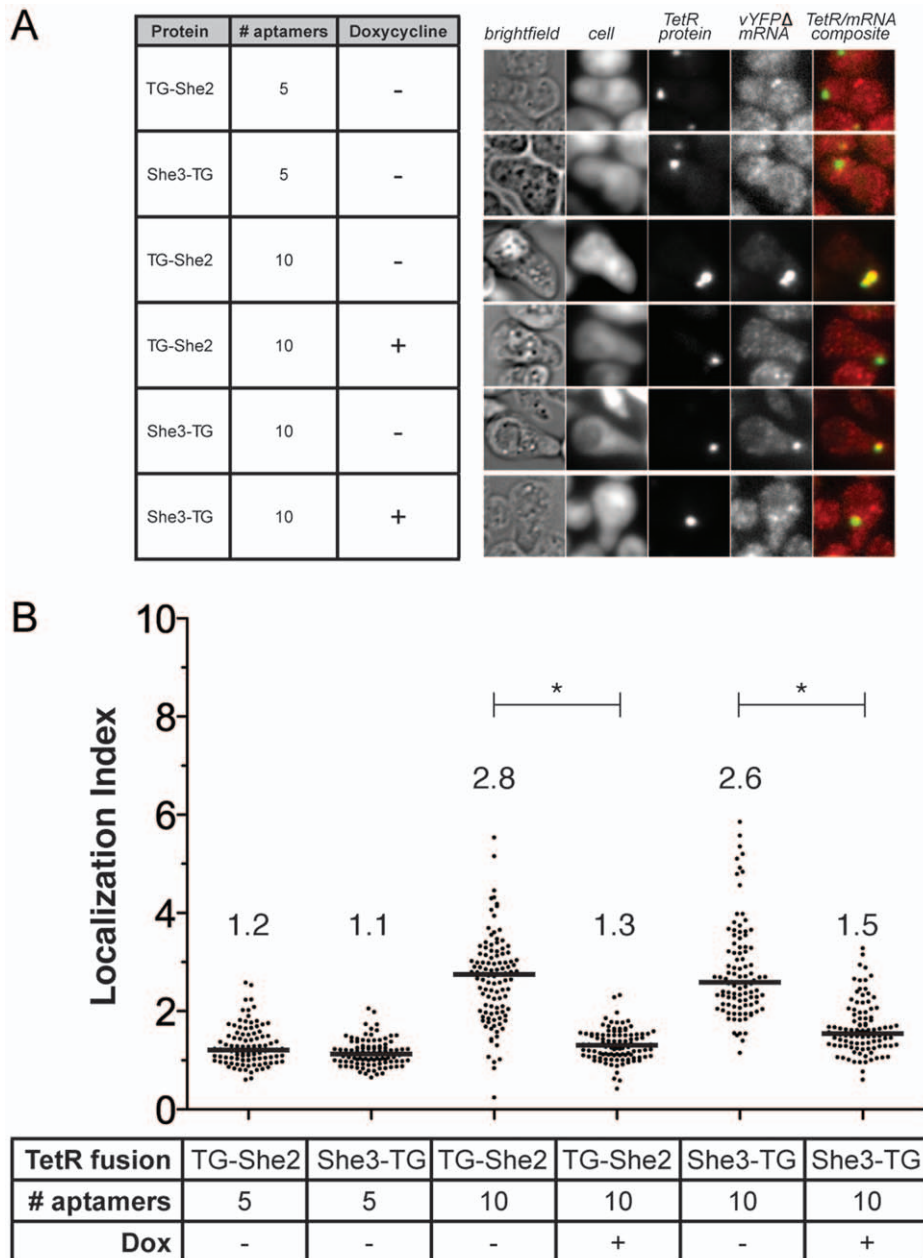 A
Protein # aptamers Doxycycline
brightfield cell TetR protein vYFPΔ mRNA TetR/mRNA composite
TG-She2 5 -
She3-TG 5 -
TG-She2 10 -
TG-She2 10 +
She3-TG 10 -
She3-TG 10 +
B
Localization Index
10
8
6
4
2
0
* *
2.8 2.6
1.2 1.1 1.3 1.5
TetR fusion TG-She2 She3-TG TG-She2 TG-She2 She3-TG She3-TG
# aptamers 5 5 10 10 10 10
Dox - - - + - +